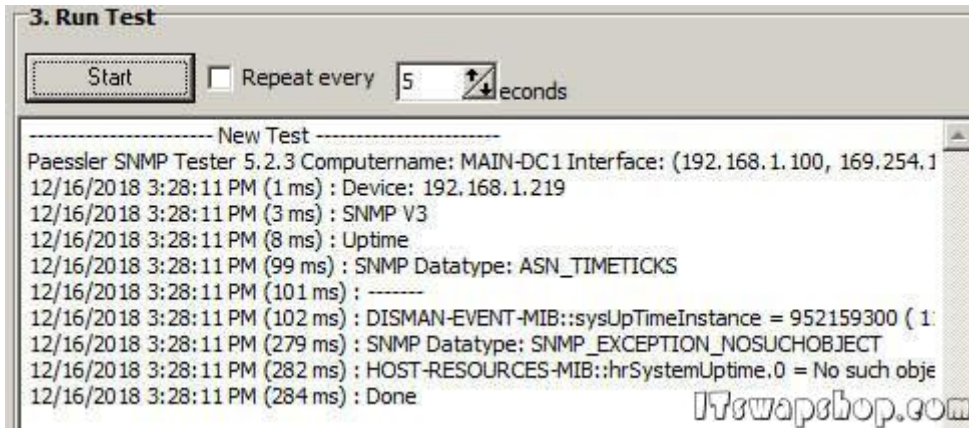 3. Run Test
Start Repeat every 5 econds
----------------------- New Test -----------------------
Paessler SNMP Tester 5.2.3 Computername: MAIN-DC1 Interface: (192.168.1.100, 169.254.1
12/16/2018 3:28:11 PM (1 ms) : Device: 192.168.1.219
12/16/2018 3:28:11 PM (3 ms) : SNMP V3
12/16/2018 3:28:11 PM (8 ms) : Uptime
12/16/2018 3:28:11 PM (99 ms) : SNMP Datatype: ASN_TIMETICKS
12/16/2018 3:28:11 PM (101 ms) : -------
12/16/2018 3:28:11 PM (102 ms) : DISMAN-EVENT-MIB::sysUpTimeInstance = 952159300 ( 1
12/16/2018 3:28:11 PM (279 ms) : SNMP Datatype: SNMP_EXCEPTION_NOSUCHOBJECT
12/16/2018 3:28:11 PM (282 ms) : HOST-RESOURCES-MIB::hrSystemUptime.0 = No such obje
12/16/2018 3:28:11 PM (284 ms) : Done
ITswapshop.com